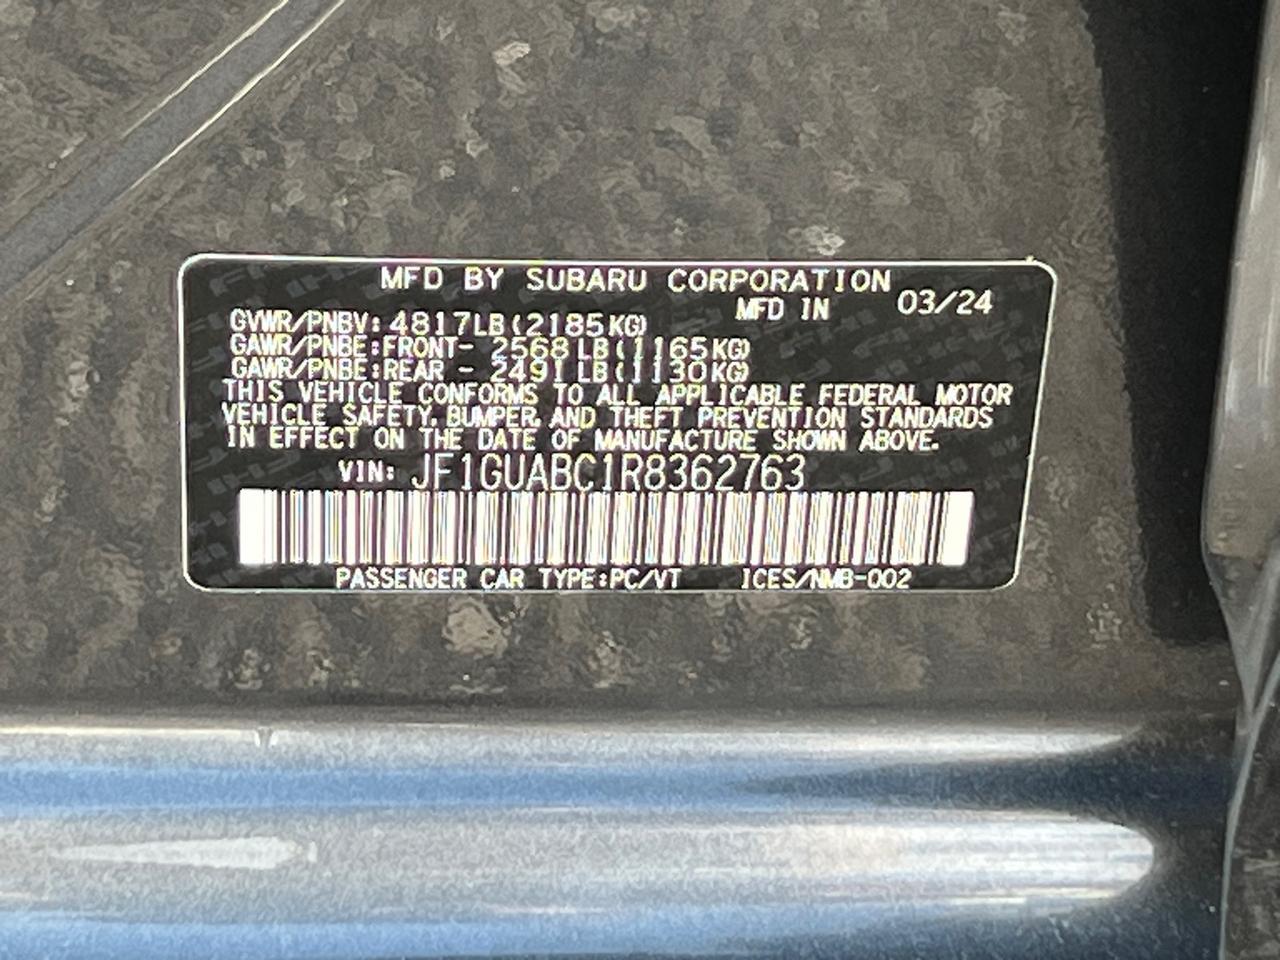 MFD BY SUBARU CORPORATION
MFD IN 03/24
GVWR/PNBV: 4817LB(2185KG)
GAWR/PNBE:FRONT- 2568LB(1165KG)
GAWR/PNBE:REAR - 2491LB(1130KG)
THIS VEHICLE CONFORMS TO ALL APPLICABLE FEDERAL MOTOR
VEHICLE SAFETY, BUMPER, AND THEFT PREVENTION STANDARDS
IN EFFECT ON THE DATE OF MANUFACTURE SHOWN ABOVE.
VIN: JF1GUABC1R8362763
PASSENGER CAR TYPE:PC/VT ICES/NMB-002